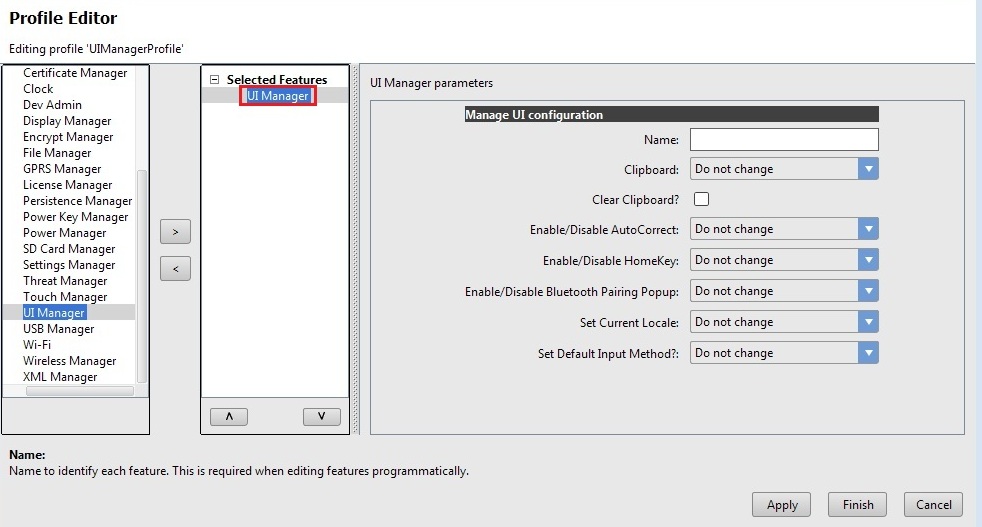 Profile Editor
Editing profile 'UIManagerProfile'
Certificate Manager
Clock
Dev Admin
Display Manager
Encrypt Manager
File Manager
GPRS Manager
License Manager
Persistence Manager
Power Key Manager
Power Manager
SD Card Manager
Settings Manager
Threat Manager
Touch Manager
UI Manager
USB Manager
Wi-Fi
Wireless Manager
XML Manager
>
<
Selected Features
UI Manager
UI Manager parameters
Manage UI configuration
Name:
Clipboard: Do not change
Clear Clipboard?
Enable/Disable AutoCorrect: Do not change
Enable/Disable HomeKey: Do not change
Enable/Disable Bluetooth Pairing Popup: Do not change
Set Current Locale: Do not change
Set Default Input Method?: Do not change
Name:
Name to identify each feature. This is required when editing features programmatically.
Apply Finish Cancel